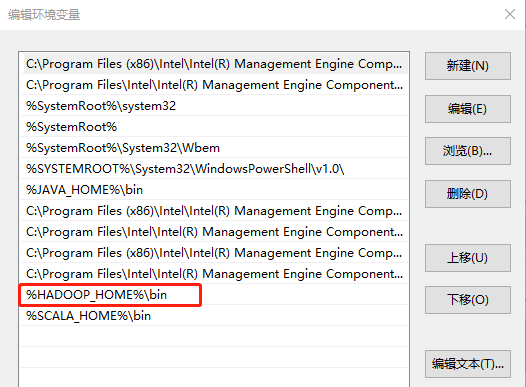 编辑环境变量
C:\Program Files (x86)\Intel\Intel(R) Management Engine Comp...
新建(N)
C:\Program Files\Intel\Intel(R) Management Engine Component...
%SystemRoot%\system32
编辑(E)
%SystemRoot%
%SystemRoot%\System32\Wbem
浏览(B)...
%SYSTEMROOT%\System32\WindowsPowerShell\v1.0\
%JAVA_HOME%\bin
删除(D)
C:\Program Files (x86)\Intel\Intel(R) Management Engine Comp...
C:\Program Files\Intel\Intel(R) Management Engine Component...
C:\Program Files (x86)\Intel\Intel(R) Management Engine Comp...
上移(U)
C:\Program Files\Intel\Intel(R) Management Engine Component...
%HADOOP_HOME%\bin
下移(O)
%SCALA_HOME%\bin
编辑文本(T)...